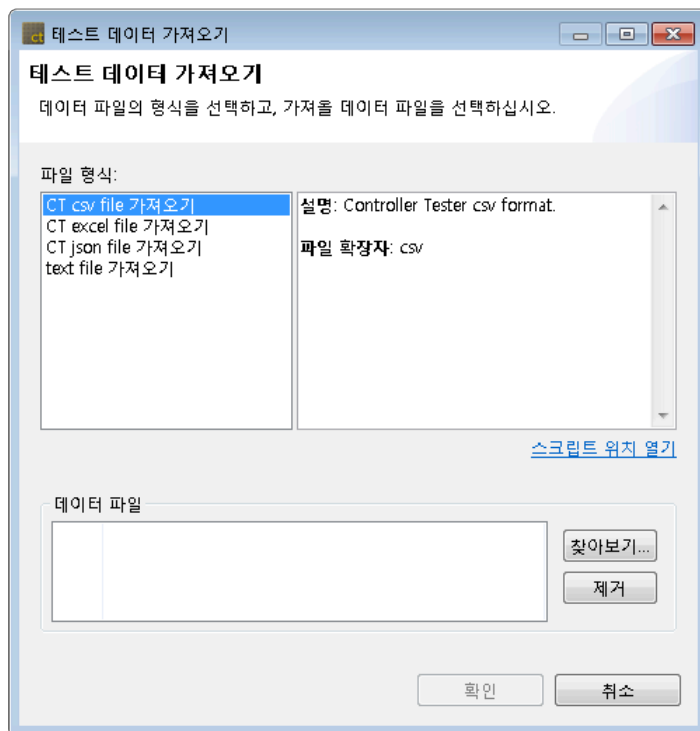 ct 테스트 데이터 가져오기
테스트 데이터 가져오기
데이터 파일의 형식을 선택하고, 가져올 데이터 파일을 선택하십시오.
파일 형식:
CT csv file 가져오기
CT excel file 가져오기
CT json file 가져오기
text file 가져오기
설명: Controller Tester csv format.
파일 확장자: csv
스크립트 위치 열기
데이터 파일
찾아보기...
제거
확인
취소